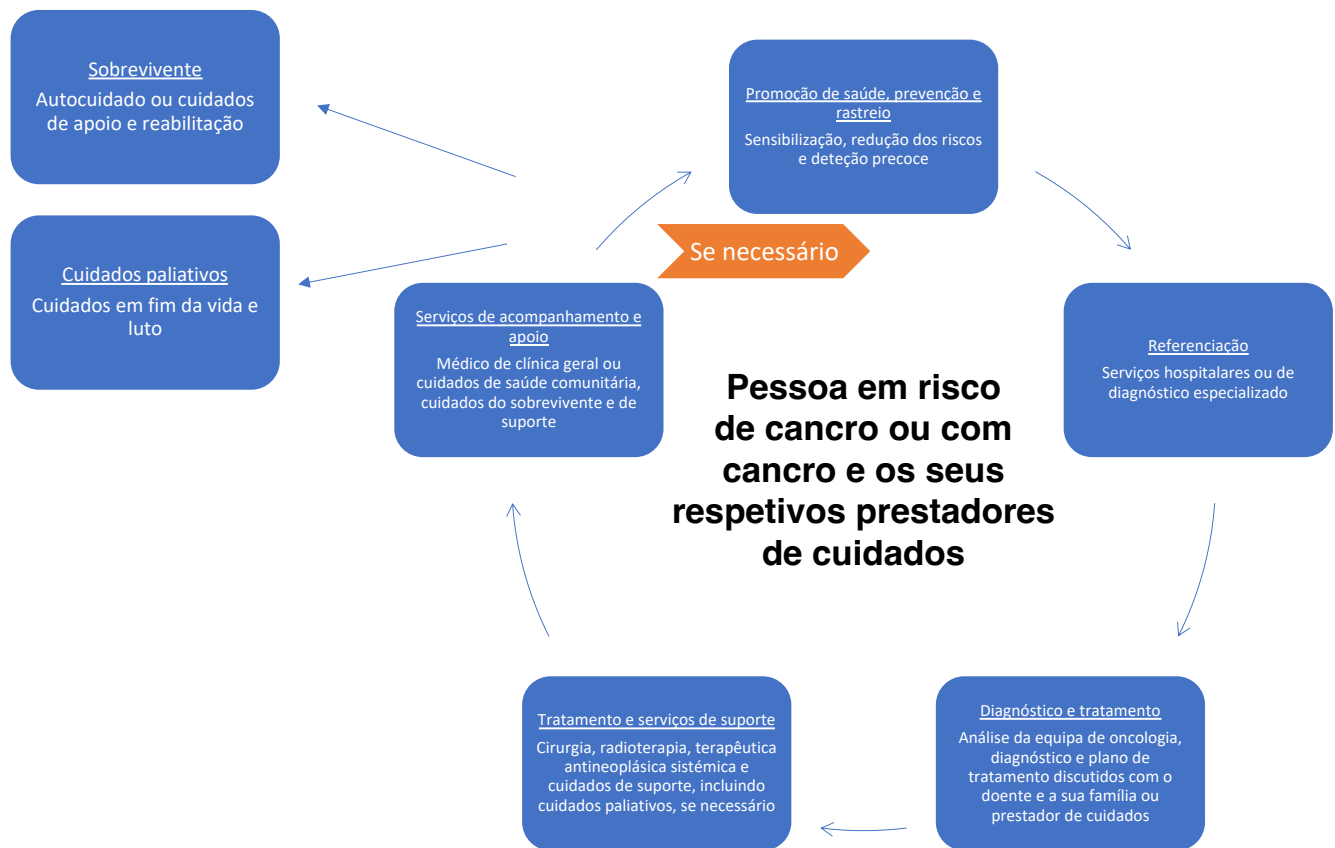 Sobrevivente
Autocuidado ou cuidados
de apoio e reabilitação
Cuidados paliativos
Cuidados em fim da vida e
luto
Promoção de saúde, prevenção e
rastreio
Sensibilização, redução dos riscos
e deteção precoce
Se necessário
Serviços de acompanhamento e
apoio
Médico de clínica geral ou
cuidados de saúde comunitária,
cuidados do sobrevivente e de
suporte
Referenciação
Serviços hospitalares ou de
diagnóstico especializado
Pessoa em risco
de cancro ou com
cancro e os seus
respetivos prestadores
de cuidados
Tratamento e serviços de suporte
Cirurgia, radioterapia, terapêutica
antineoplásica sistémica e
cuidados de suporte, incluindo
cuidados paliativos, se necessário
Diagnóstico e tratamento
Análise da equipa de oncologia,
diagnóstico e plano de
tratamento discutidos com o
doente e a sua família ou
prestador de cuidados